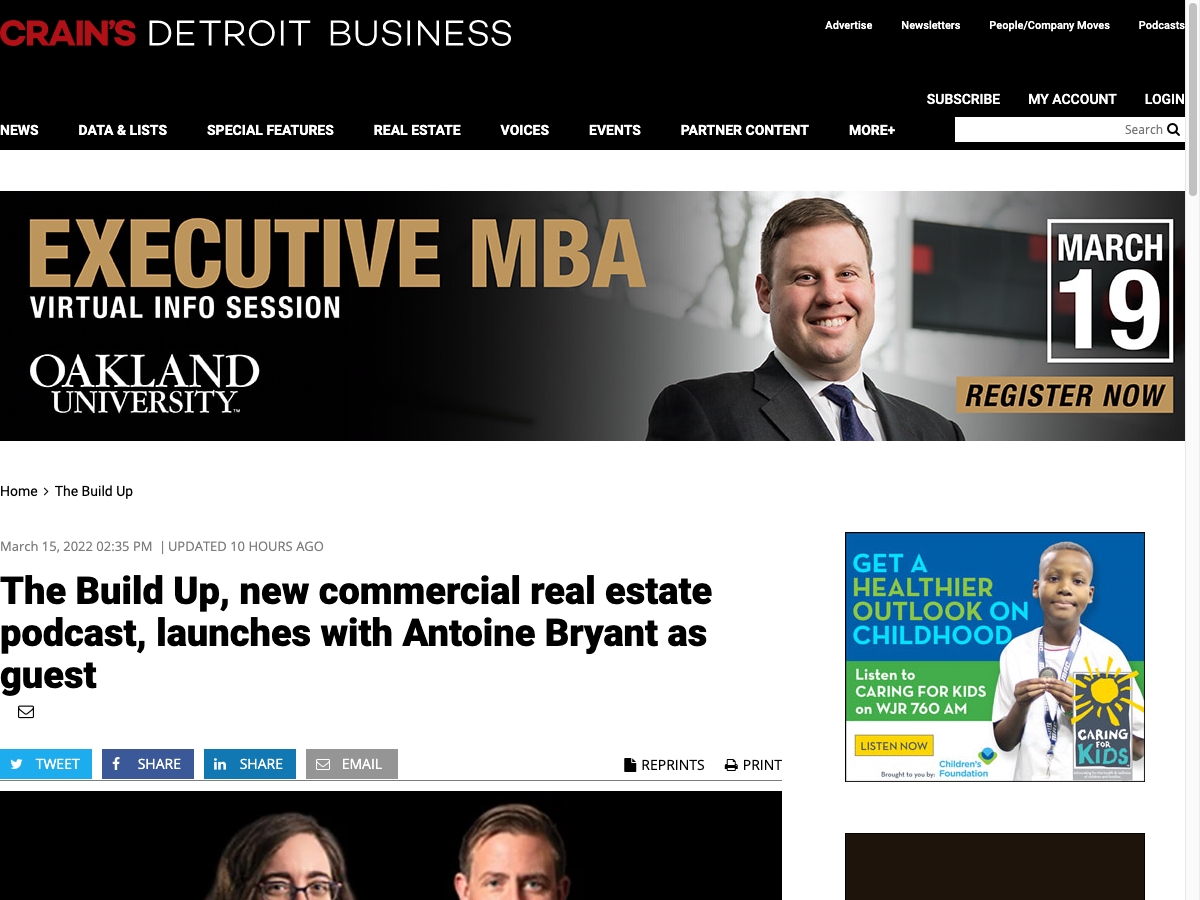 CRAIN'S DETROIT BUSINESS
Advertise Newsletters People/Company Moves Podcasts
SUBSCRIBE MY ACCOUNT LOGIN
NEWS DATA & LISTS SPECIAL FEATURES REAL ESTATE VOICES EVENTS PARTNER CONTENT MORE+
Search
EXECUTIVE MBA
VIRTUAL INFO SESSION
OAKLAND
UNIVERSITY™
MARCH
19
REGISTER NOW
Home > The Build Up
March 15, 2022 02:35 PM | UPDATED 10 HOURS AGO
The Build Up, new commercial real estate
podcast, launches with Antoine Bryant as
guest
TWEET SHARE SHARE EMAIL
REPRINTS PRINT
GET A
HEALTHIER
OUTLOOK ON
CHILDHOOD
Listen to
CARING FOR KIDS
on WJR 760 AM
LISTEN NOW
Brought to you by: Children's
Foundation
CARING
FOR
KIDS